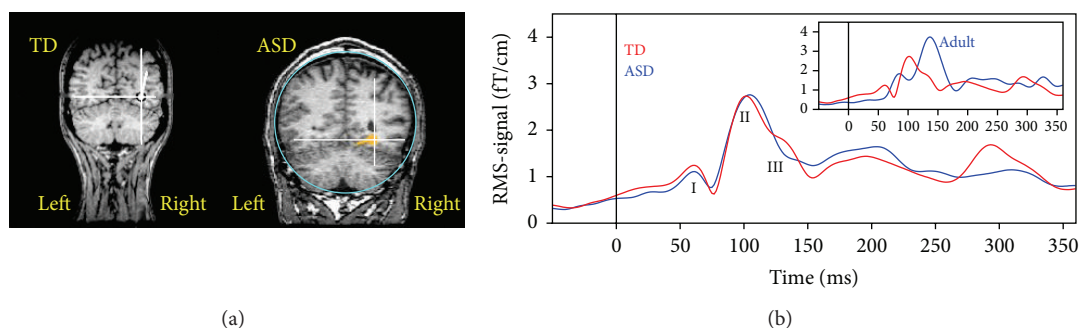 TD
ASD
Left
Right
Left
Right
(a)
RMS-signal (fT/cm)
4
3
2
1
0
TD
ASD
I
II
III
0 50 100 150 200 250 300 350
Time (ms)
4
3
2
1
0
Adult
0 50 100 150 200 250 300 350
(b)